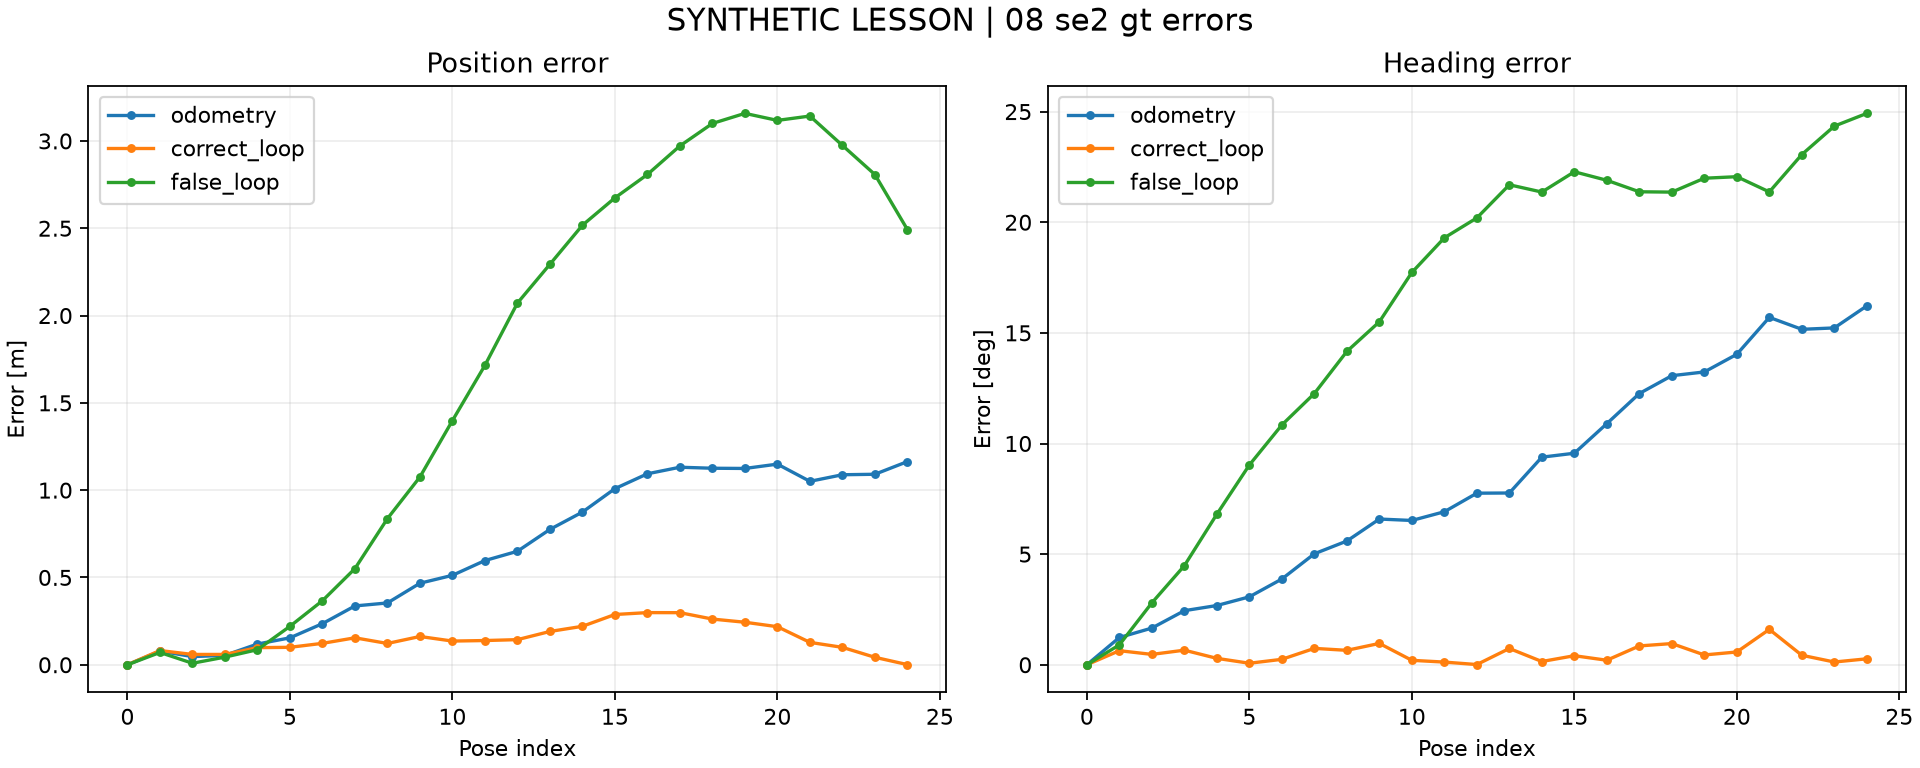 SYNTHETIC LESSON | 08 se2 gt errors
Position error
odometry
correct_loop
false_loop
3.0
2.5
2.0
1.5
1.0
0.5
0.0
Error [m]
0 5 10 15 20 25
Pose index
Heading error
odometry
correct_loop
false_loop
25
20
15
10
5
0
Error [deg]
0 5 10 15 20 25
Pose index